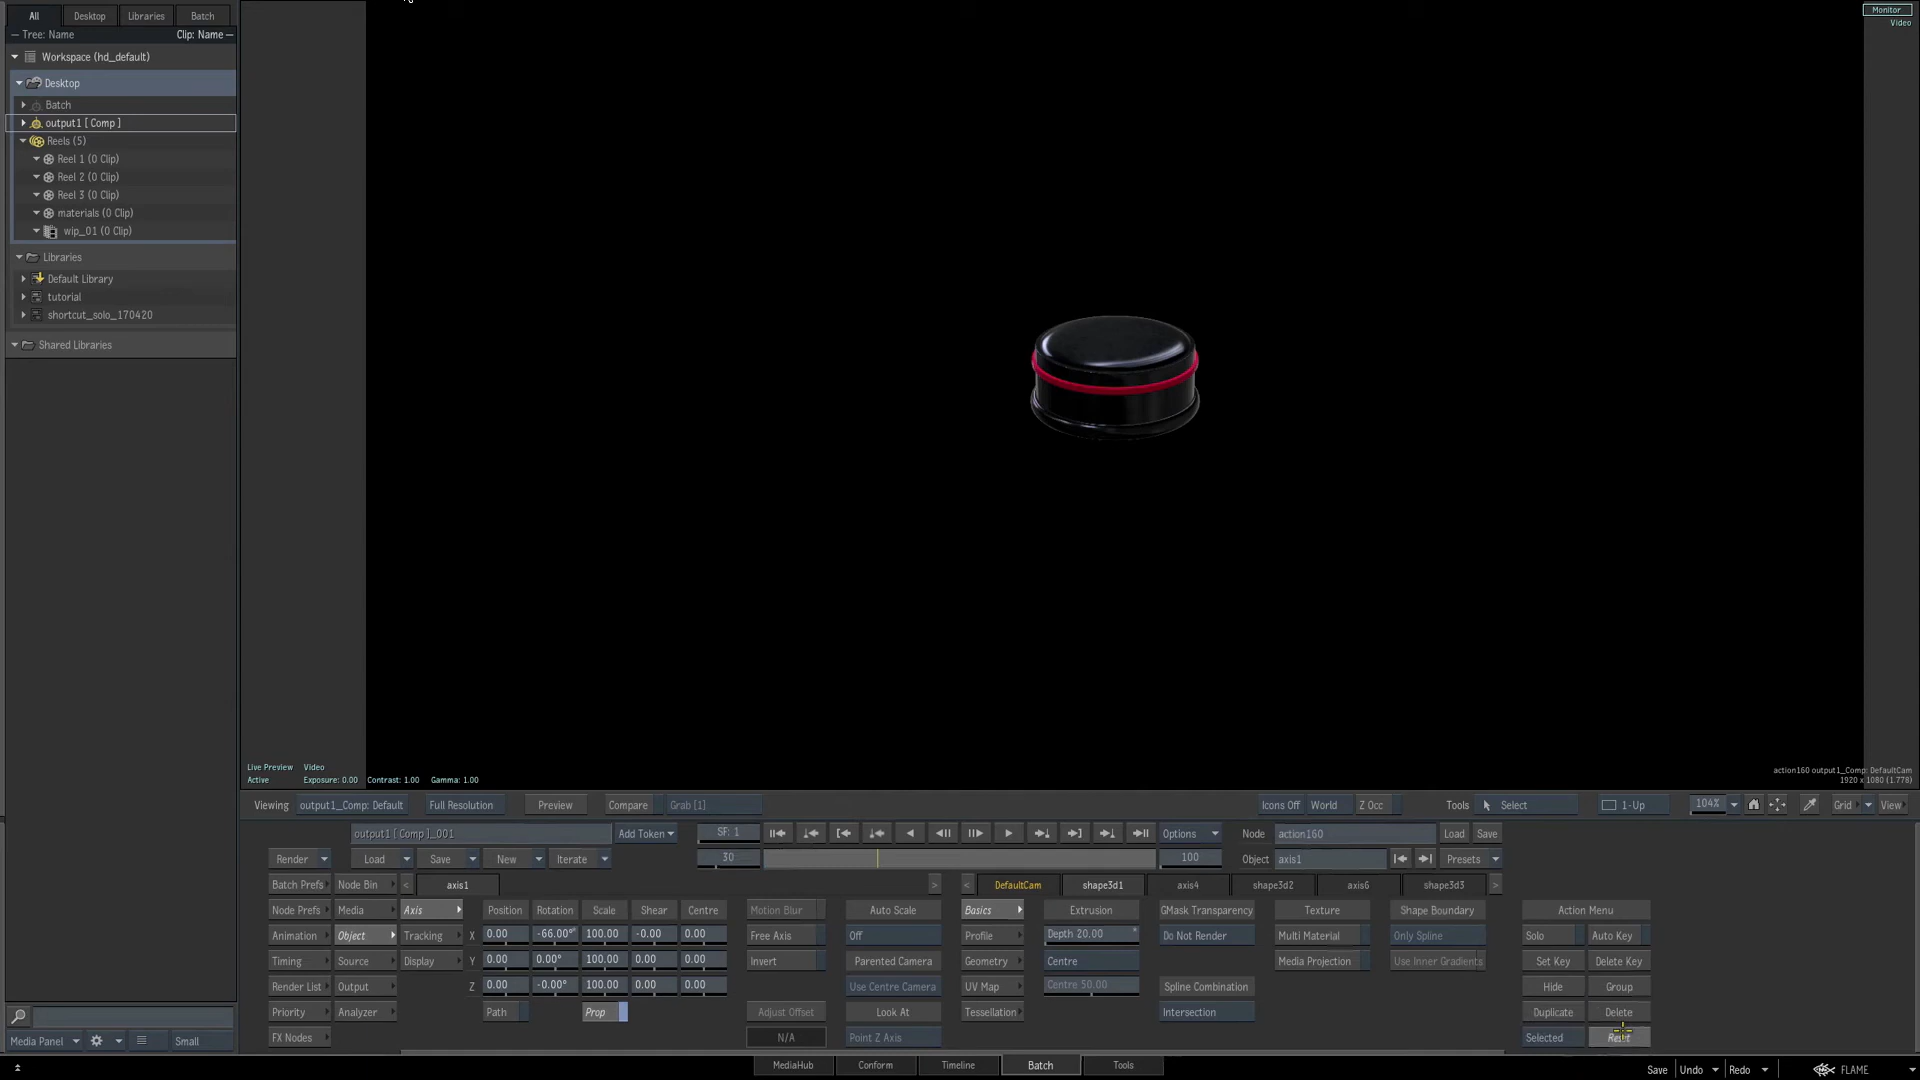 All Desktop Libraries Batch
— Tree: Name Clip: Name —
Workspace (hd_default)
Desktop
Batch
output1 [ Comp ]
Reels (5)
Reel 1 (0 Clip)
Reel 2 (0 Clip)
Reel 3 (0 Clip)
materials (0 Clip)
wip_01 (0 Clip)
Libraries
Default Library
tutorial
shortcut_solo_170420
Shared Libraries
Monitor
Video
Live Preview Video
Active Exposure: 0.00 Contrast: 1.00 Gamma: 1.00
action160 output1_Comp: DefaultCam
1920 x 1080 (1.778)
Viewing output1_Comp: Default Full Resolution Preview Compare Grab [1] Icons Off World Z Occ Tools Select 1-Up 104% Grid View
output1 [ Comp ]_001 Add Token SF: 1 Options Node action160 Load Save
Render Load Save New Iterate 30 100 Object axis1 Presets
Batch Prefs Node Bin < axis1 > < DefaultCam shape3d1 axis4 shape3d2 axis6 shape3d3 >
Node Prefs Media Axis Position Rotation Scale Shear Centre Motion Blur Auto Scale Basics Extrusion GMask Transparency Texture Shape Boundary Action Menu
Animation Object Tracking X 0.00 -66.00° 100.00 -0.00 0.00 Free Axis Off Profile Depth 20.00 Do Not Render Multi Material Only Spline Solo Auto Key
Timing Source Display Y 0.00 0.00° 100.00 0.00 0.00 Invert Parented Camera Geometry Centre Media Projection Use Inner Gradients Set Key Delete Key
Render List Output Z 0.00 -0.00° 100.00 0.00 0.00 Use Centre Camera UV Map Centre 50.00 Spline Combination Hide Group
Priority Analyzer Path Prop Adjust Offset Look At Tessellation Intersection Duplicate Delete
FX Nodes N/A Point Z Axis Selected Reset
Media Panel Small
MediaHub Conform Timeline Batch Tools Save Undo Redo FLAME